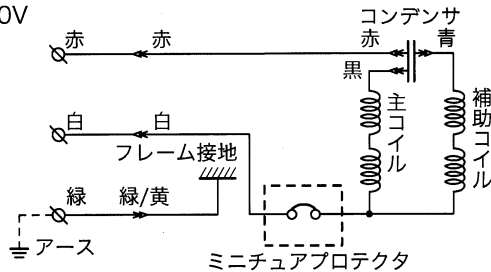 0V
コンデンサ
赤 赤 赤 青
黒
主コイル
補助コイル
白 白
フレーム接地
緑 緑/黄
アース
ミニチュアプロテクタ